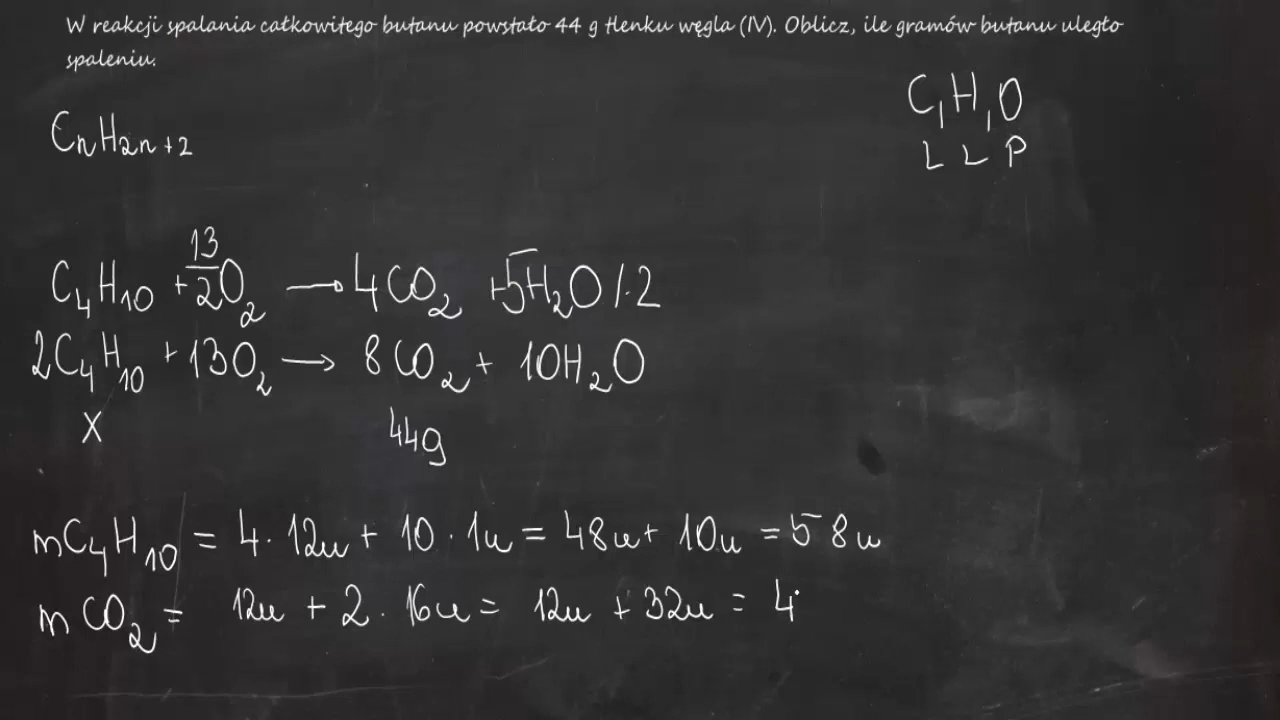 W reakcji spalania całkowitego butanu powstało 44 g tlenku węgla (IV). Oblicz, ile gramów butanu uległo
spaleniu.
C, H, O
L L P
CnH2n+2
C₄H₁₀ + 13/2 O₂ → 4CO₂ + 5H₂O /·2
2C₄H₁₀ + 13O₂ → 8CO₂ + 10H₂O
X 44g
mC₄H₁₀ = 4 · 12u + 10 · 1u = 48u + 10u = 58u
mCO₂ = 12u + 2 · 16u = 12u + 32u = 4